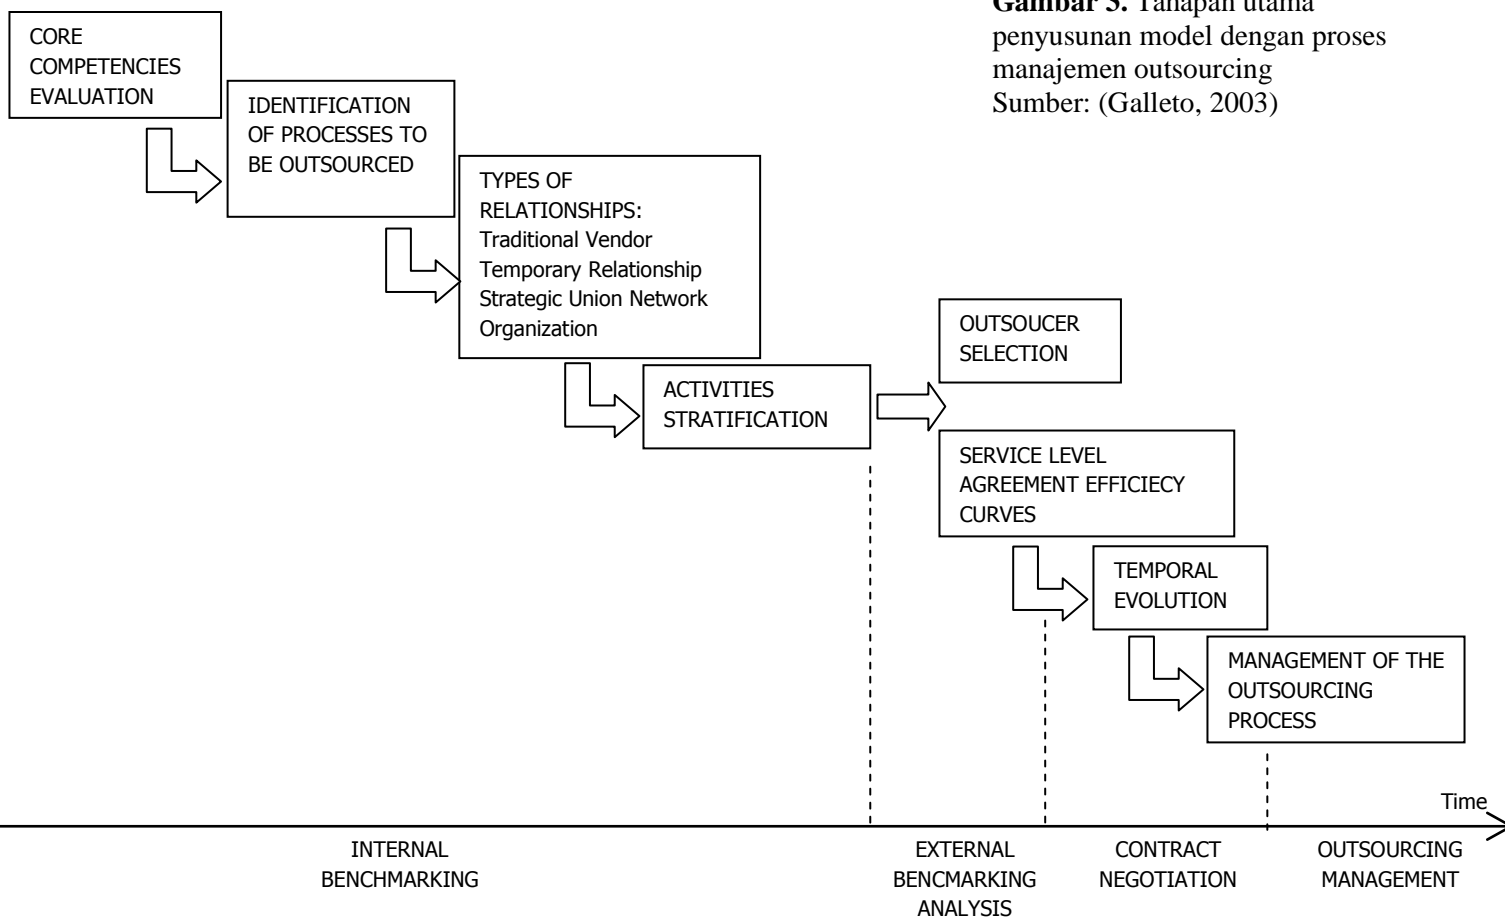 CORE
COMPETENCIES
EVALUATION
IDENTIFICATION
OF PROCESSES TO
BE OUTSOURCED
TYPES OF
RELATIONSHIPS:
Traditional Vendor
Temporary Relationship
Strategic Union Network
Organization
ACTIVITIES
STRATIFICATION
Gambar 3. Tahapan utama
penyusunan model dengan proses
manajemen outsourcing
Sumber: (Galleto, 2003)
OUTSOUCER
SELECTION
SERVICE LEVEL
AGREEMENT EFFICIECY
CURVES
TEMPORAL
EVOLUTION
MANAGEMENT OF THE
OUTSOURCING
PROCESS
Time
INTERNAL
BENCHMARKING
EXTERNAL
BENCMARKING
ANALYSIS
CONTRACT
NEGOTIATION
OUTSOURCING
MANAGEMENT